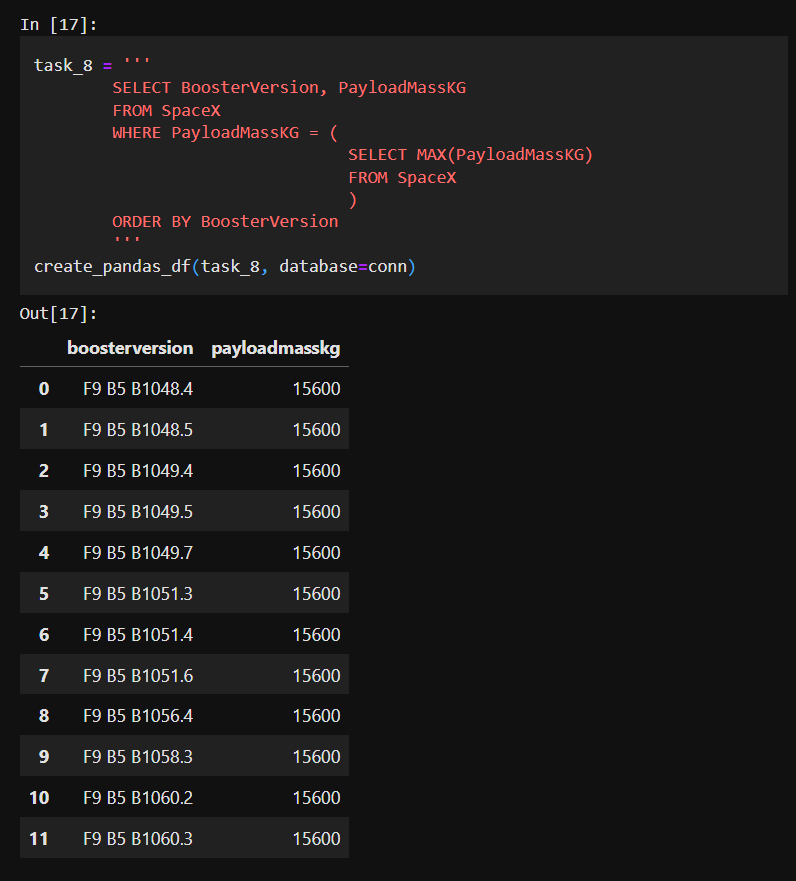 In [17]:
task_8 = '''
SELECT BoosterVersion, PayloadMassKG
FROM SpaceX
WHERE PayloadMassKG = (
SELECT MAX(PayloadMassKG)
FROM SpaceX
)
ORDER BY BoosterVersion
'''
create_pandas_df(task_8, database=conn)
Out[17]:
boosterversion payloadmasskg
0 F9 B5 B1048.4 15600
1 F9 B5 B1048.5 15600
2 F9 B5 B1049.4 15600
3 F9 B5 B1049.5 15600
4 F9 B5 B1049.7 15600
5 F9 B5 B1051.3 15600
6 F9 B5 B1051.4 15600
7 F9 B5 B1051.6 15600
8 F9 B5 B1056.4 15600
9 F9 B5 B1058.3 15600
10 F9 B5 B1060.2 15600
11 F9 B5 B1060.3 15600